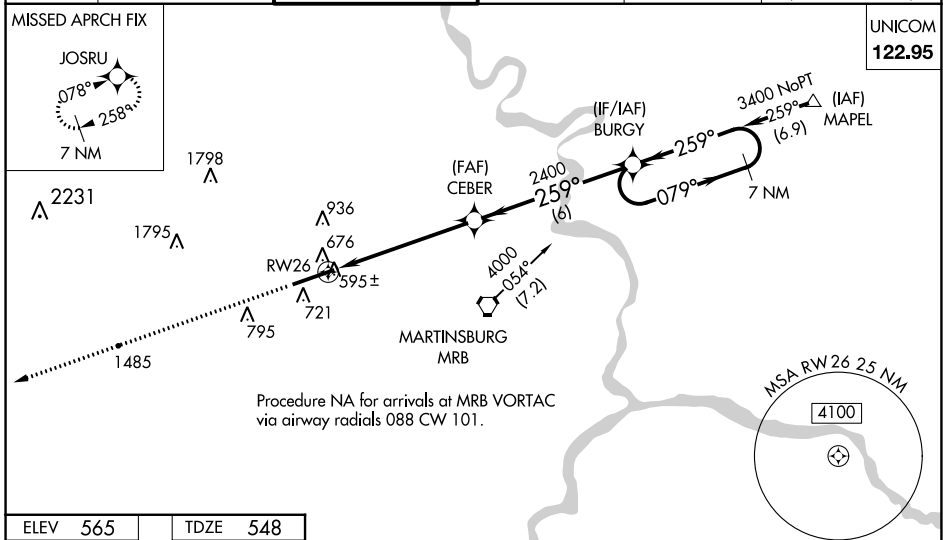 MISSED APRCH FIX
JOSRU
078°
258°
7 NM
UNICOM
122.95
3400 NoPT
259°
(6.9)
(IAF)
MAPEL
(IF/IAF)
BURGY
259°
079°
7 NM
1798
2231
(FAF)
CEBER
2400
259°
(6)
936
1795
676
RW26
595±
4000
054°
(7.2)
721
795
MARTINSBURG
MRB
1485
MSA RW26 25 NM
4100
Procedure NA for arrivals at MRB VORTAC
via airway radials 088 CW 101.
ELEV 565
TDZE 548